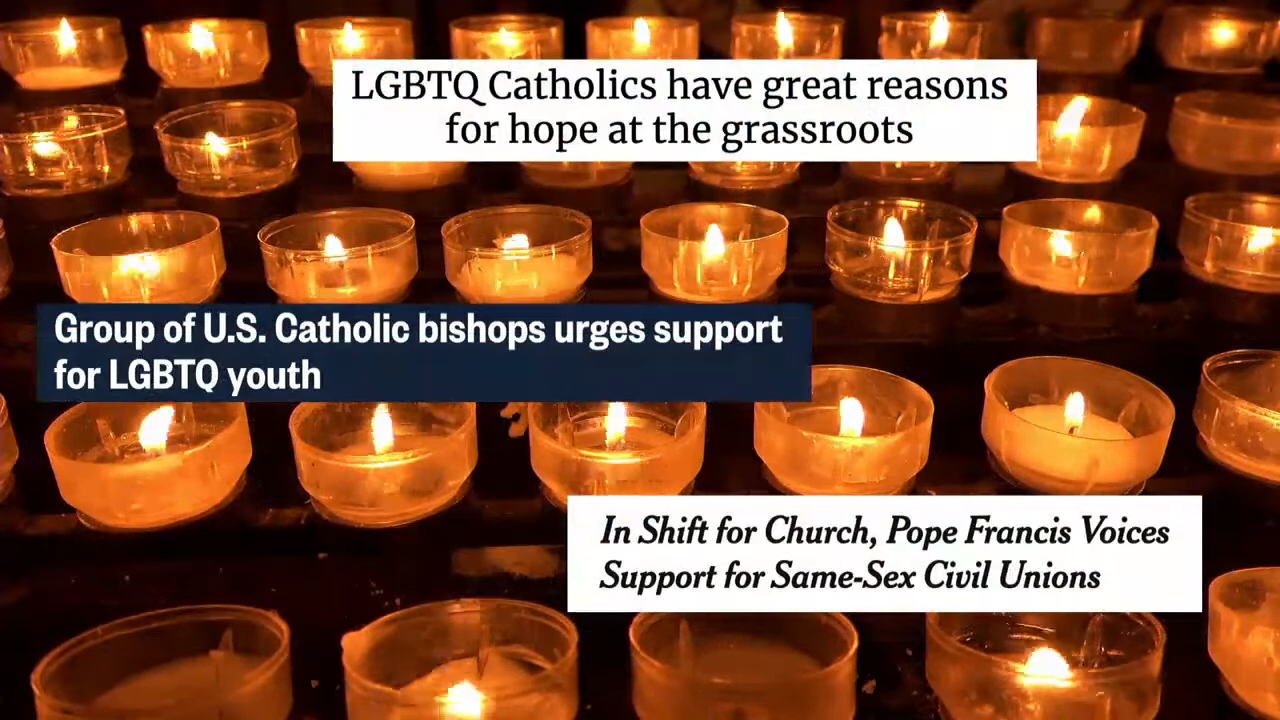 LGBTQ Catholics have great reasons
for hope at the grassroots
Group of U.S. Catholic bishops urges support
for LGBTQ youth
In Shift for Church, Pope Francis Voices
Support for Same-Sex Civil Unions